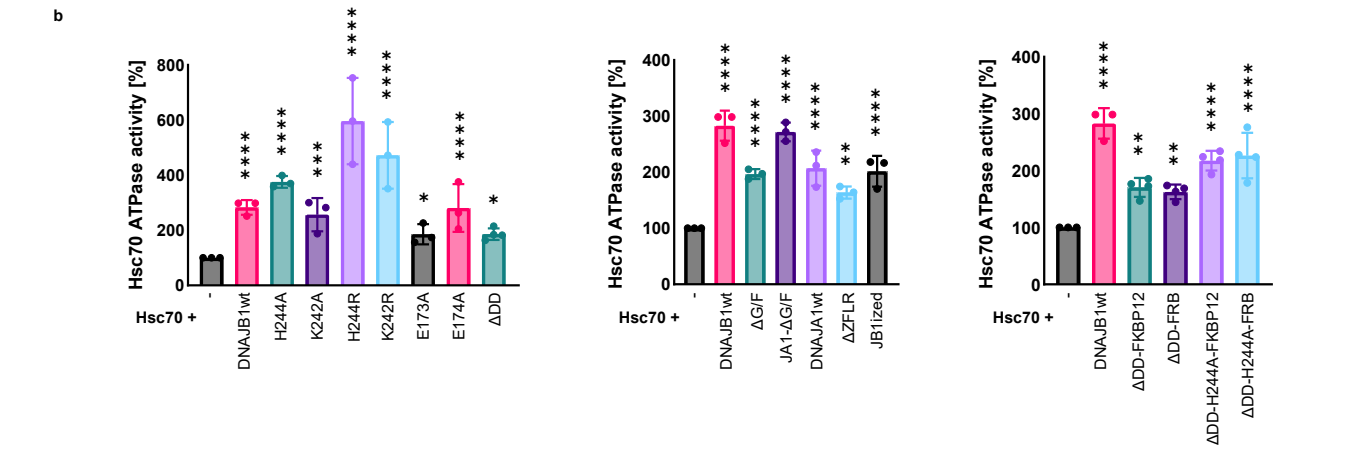 b
Hsc70 ATPase activity [%]
800
600
400
200
0
****
****
***
****
****
*
****
*
Hsc70 +
-
DNAJB1wt
H244A
K242A
H244R
K242R
E173A
E174A
ΔDD
Hsc70 ATPase activity [%]
400
300
200
100
0
****
****
****
****
**
****
Hsc70 +
-
DNAJB1wt
ΔG/F
JA1-ΔG/F
DNAJA1wt
ΔZFLR
JB1ized
Hsc70 ATPase activity [%]
400
300
200
100
0
****
**
**
****
****
Hsc70 +
-
DNAJB1wt
ΔDD-FKBP12
ΔDD-FRB
ΔDD-H244A-FKBP12
ΔDD-H244A-FRB